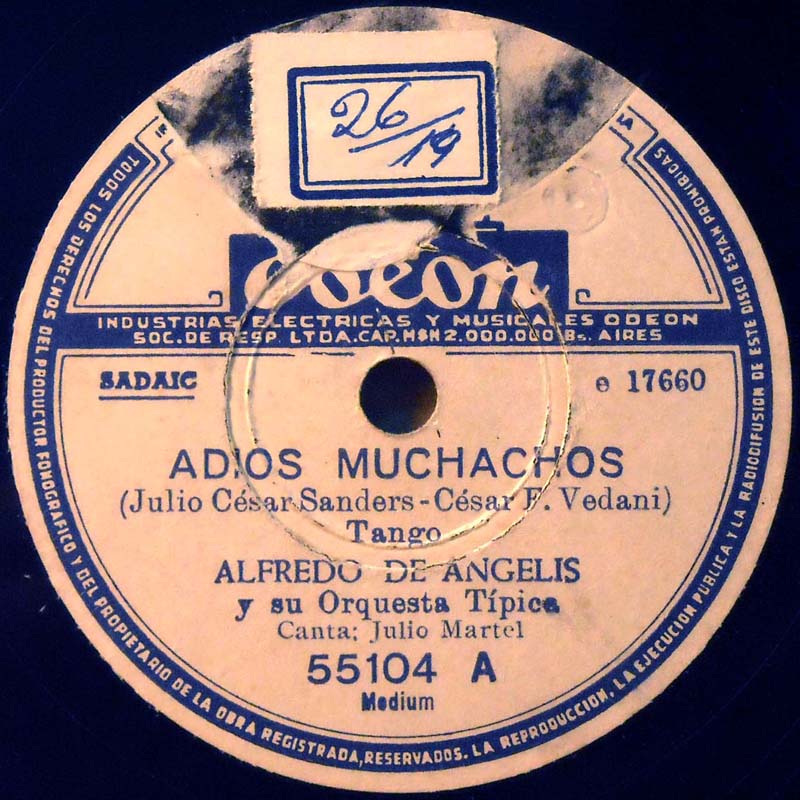 26/19
odeon
INDUSTRIAS ELECTRICAS Y MUSICALES ODEON
SOC. DE RESP. LTDA. CAP. M$N 2.000.000 Bs. AIRES
SADAIC
e 17660
ADIOS MUCHACHOS
(Julio César Sanders - César F. Vedani)
Tango
ALFREDO DE ANGELIS
y su Orquesta Típica
Canta: Julio Martel
55104 A
Medium
TODOS LOS DERECHOS DEL PRODUCTOR FONOGRAFICO Y DEL PROPIETARIO DE LA OBRA REGISTRADA, RESERVADOS. LA REPRODUCCION, LA EJECUCION PUBLICA Y LA RADIODIFUSION DE ESTE DISCO ESTAN PROHIBIDAS